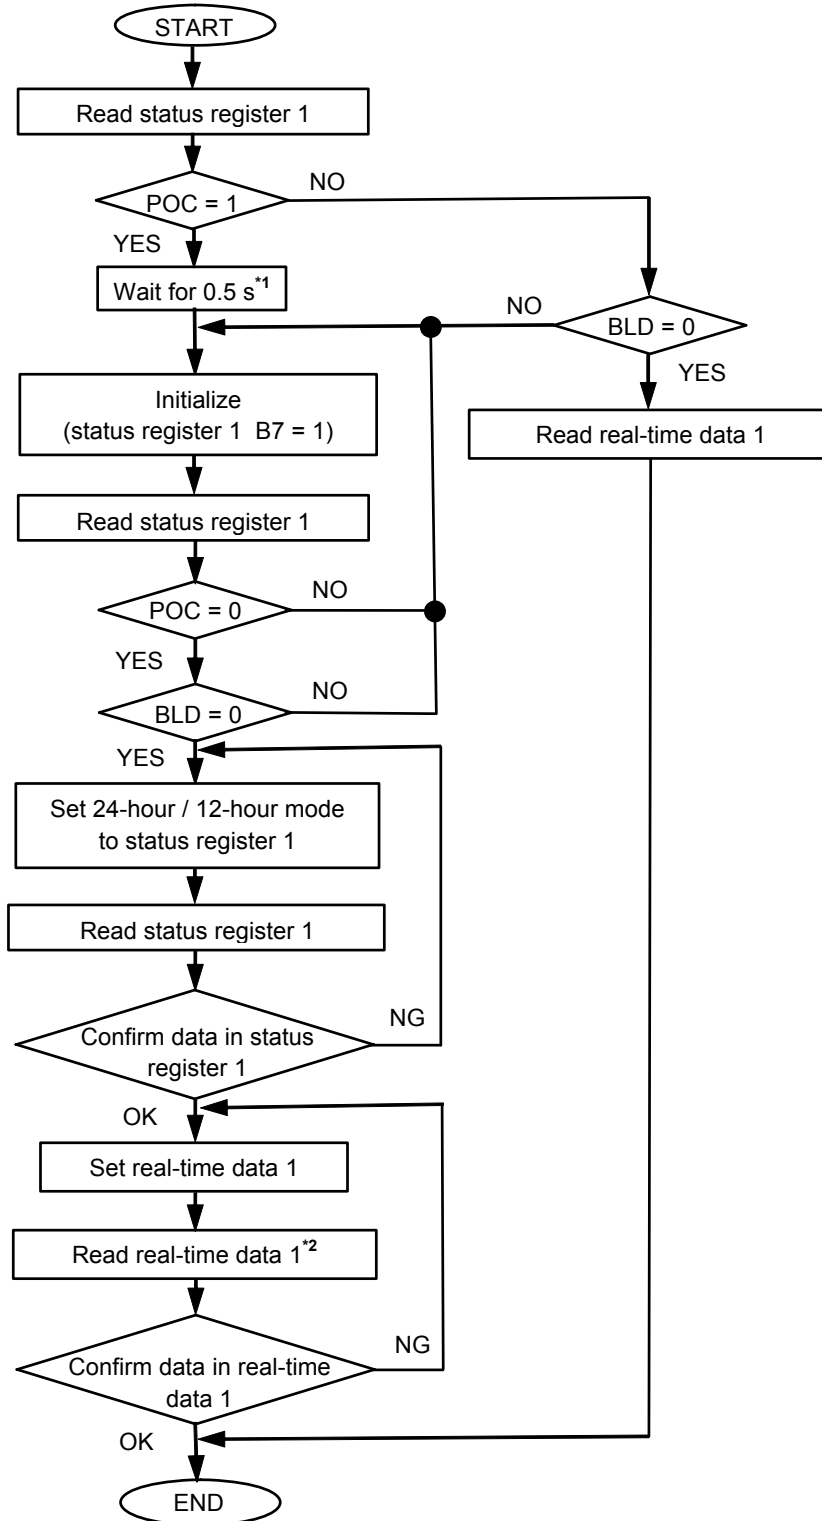 START
Read status register 1
POC = 1
NO
YES
Wait for 0.5 s*1
NO
BLD = 0
YES
Initialize
(status register 1  B7 = 1)
Read real-time data 1
Read status register 1
POC = 0
NO
YES
BLD = 0
NO
YES
Set 24-hour / 12-hour mode
to status register 1
Read status register 1
Confirm data in status
register 1
NG
OK
Set real-time data 1
Read real-time data 1*2
NG
Confirm data in real-time
data 1
OK
END